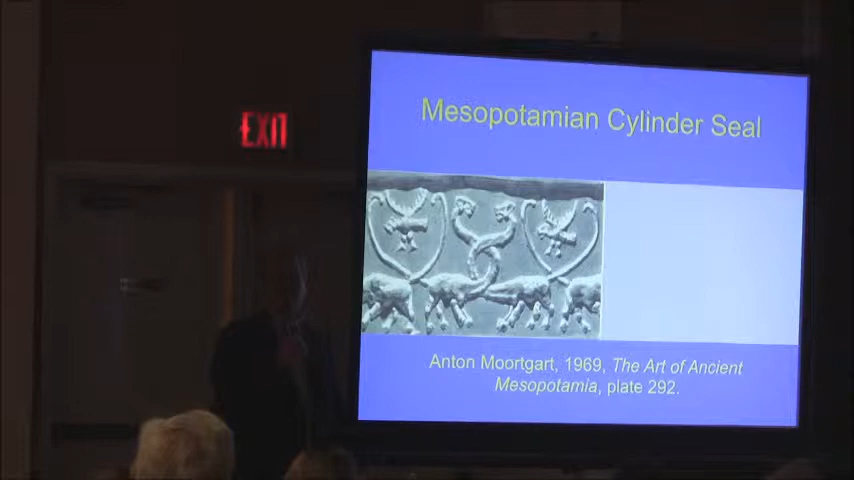 EXIT
Mesopotamian Cylinder Seal
Anton Moortgart, 1969, The Art of Ancient
Mesopotamia, plate 292.